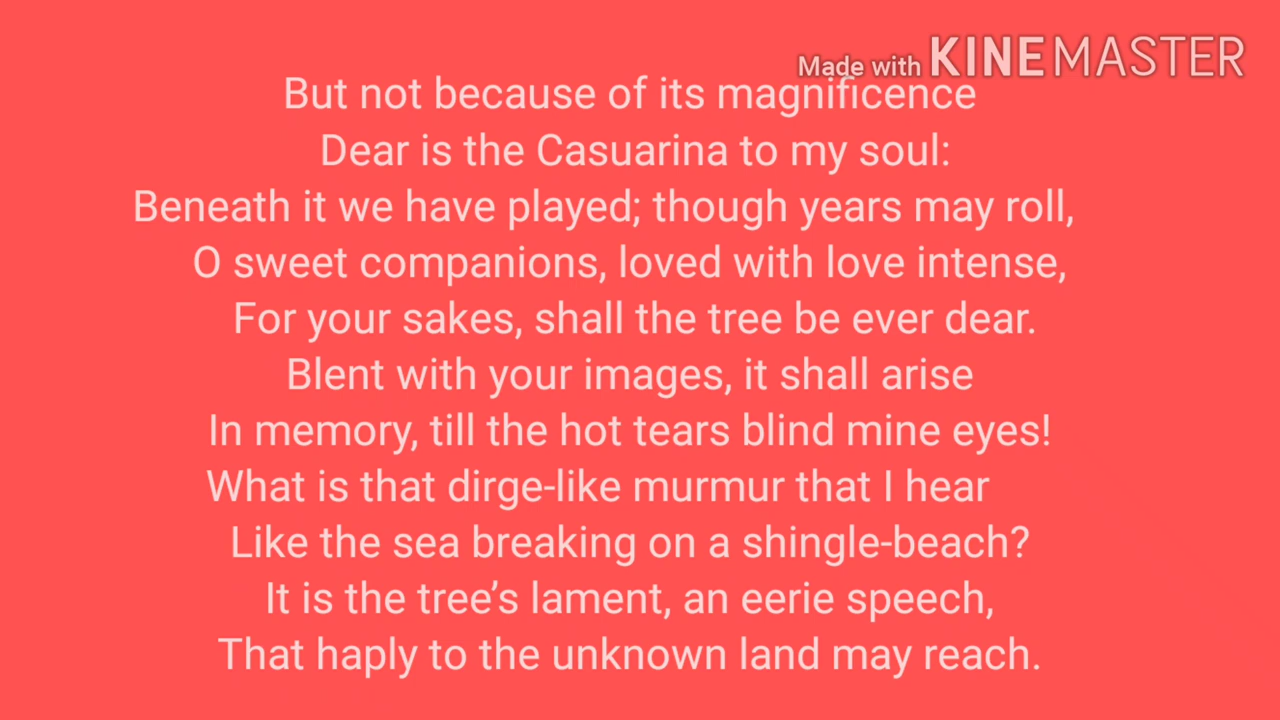 Made with KINEMASTER
But not because of its magnificence
Dear is the Casuarina to my soul:
Beneath it we have played; though years may roll,
O sweet companions, loved with love intense,
For your sakes, shall the tree be ever dear.
Blent with your images, it shall arise
In memory, till the hot tears blind mine eyes!
What is that dirge-like murmur that I hear
Like the sea breaking on a shingle-beach?
It is the tree’s lament, an eerie speech,
That haply to the unknown land may reach.